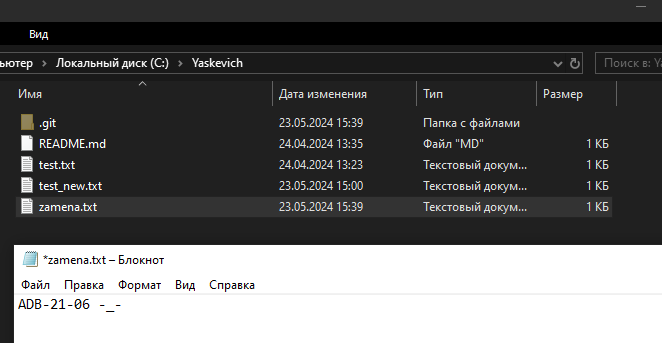 Вид
ьютер > Локальный диск (C:) > Yaskevich
Поиск в: Ya
Имя Дата изменения Тип Размер
.git 23.05.2024 15:39 Папка с файлами
README.md 24.04.2024 13:35 Файл "MD" 1 КБ
test.txt 24.04.2024 13:23 Текстовый докум... 1 КБ
test_new.txt 23.05.2024 15:00 Текстовый докум... 1 КБ
zamena.txt 23.05.2024 15:39 Текстовый докум... 1 КБ
*zamena.txt – Блокнот
Файл Правка Формат Вид Справка
ADB-21-06 -_-